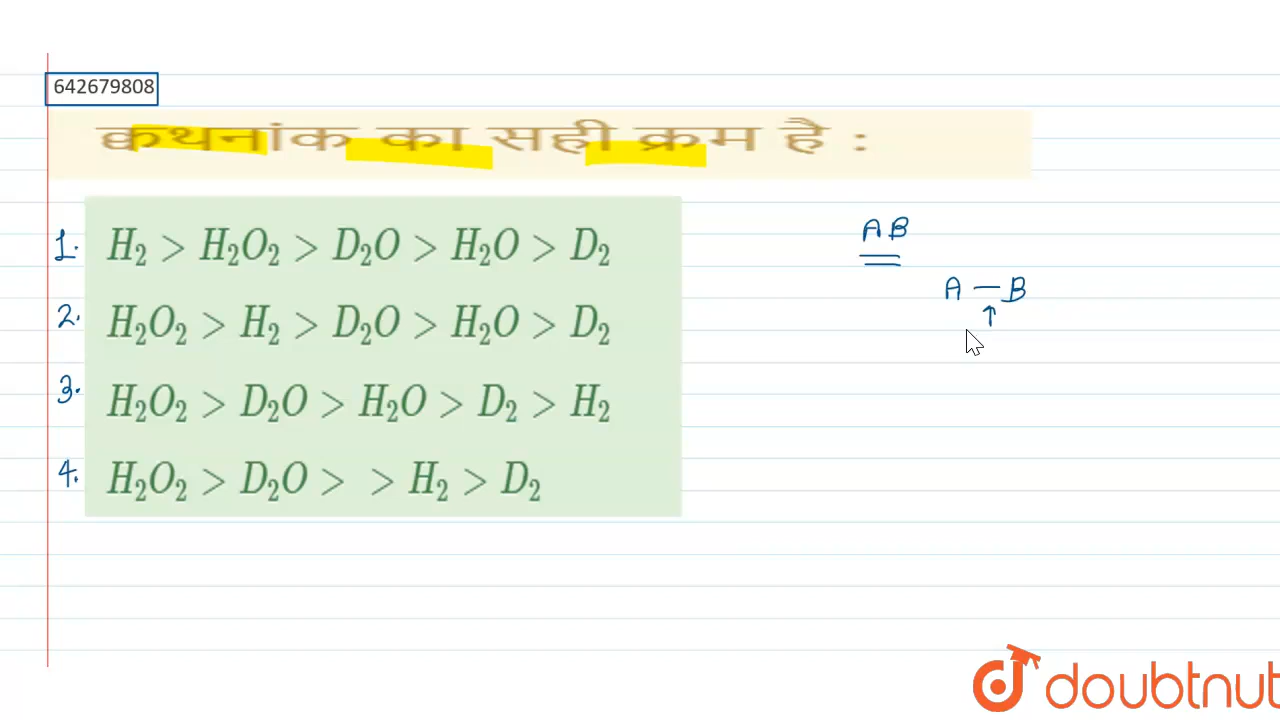 642679808
क्वथनांक का सही क्रम है :
1. H₂ > H₂O₂ > D₂O > H₂O > D₂
2. H₂O₂ > H₂ > D₂O > H₂O > D₂
3. H₂O₂ > D₂O > H₂O > D₂ > H₂
4. H₂O₂ > D₂O > > H₂ > D₂
AB
A — B
↑
doubtnut